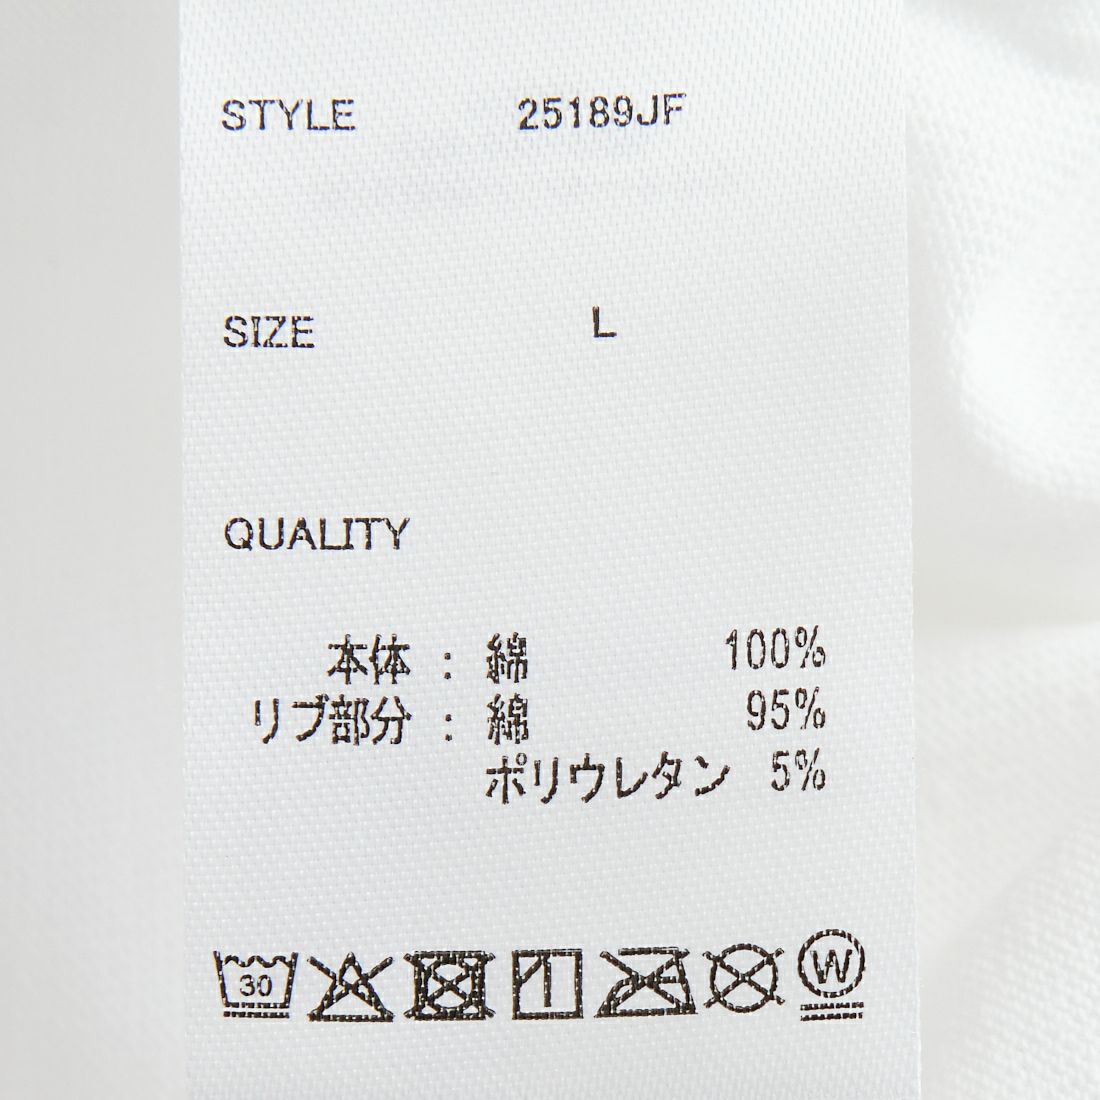 STYLE 25189JF
SIZE L
QUALITY
本体 : 綿 100%
リブ部分 : 綿 95%
ポリウレタン 5%
30 W